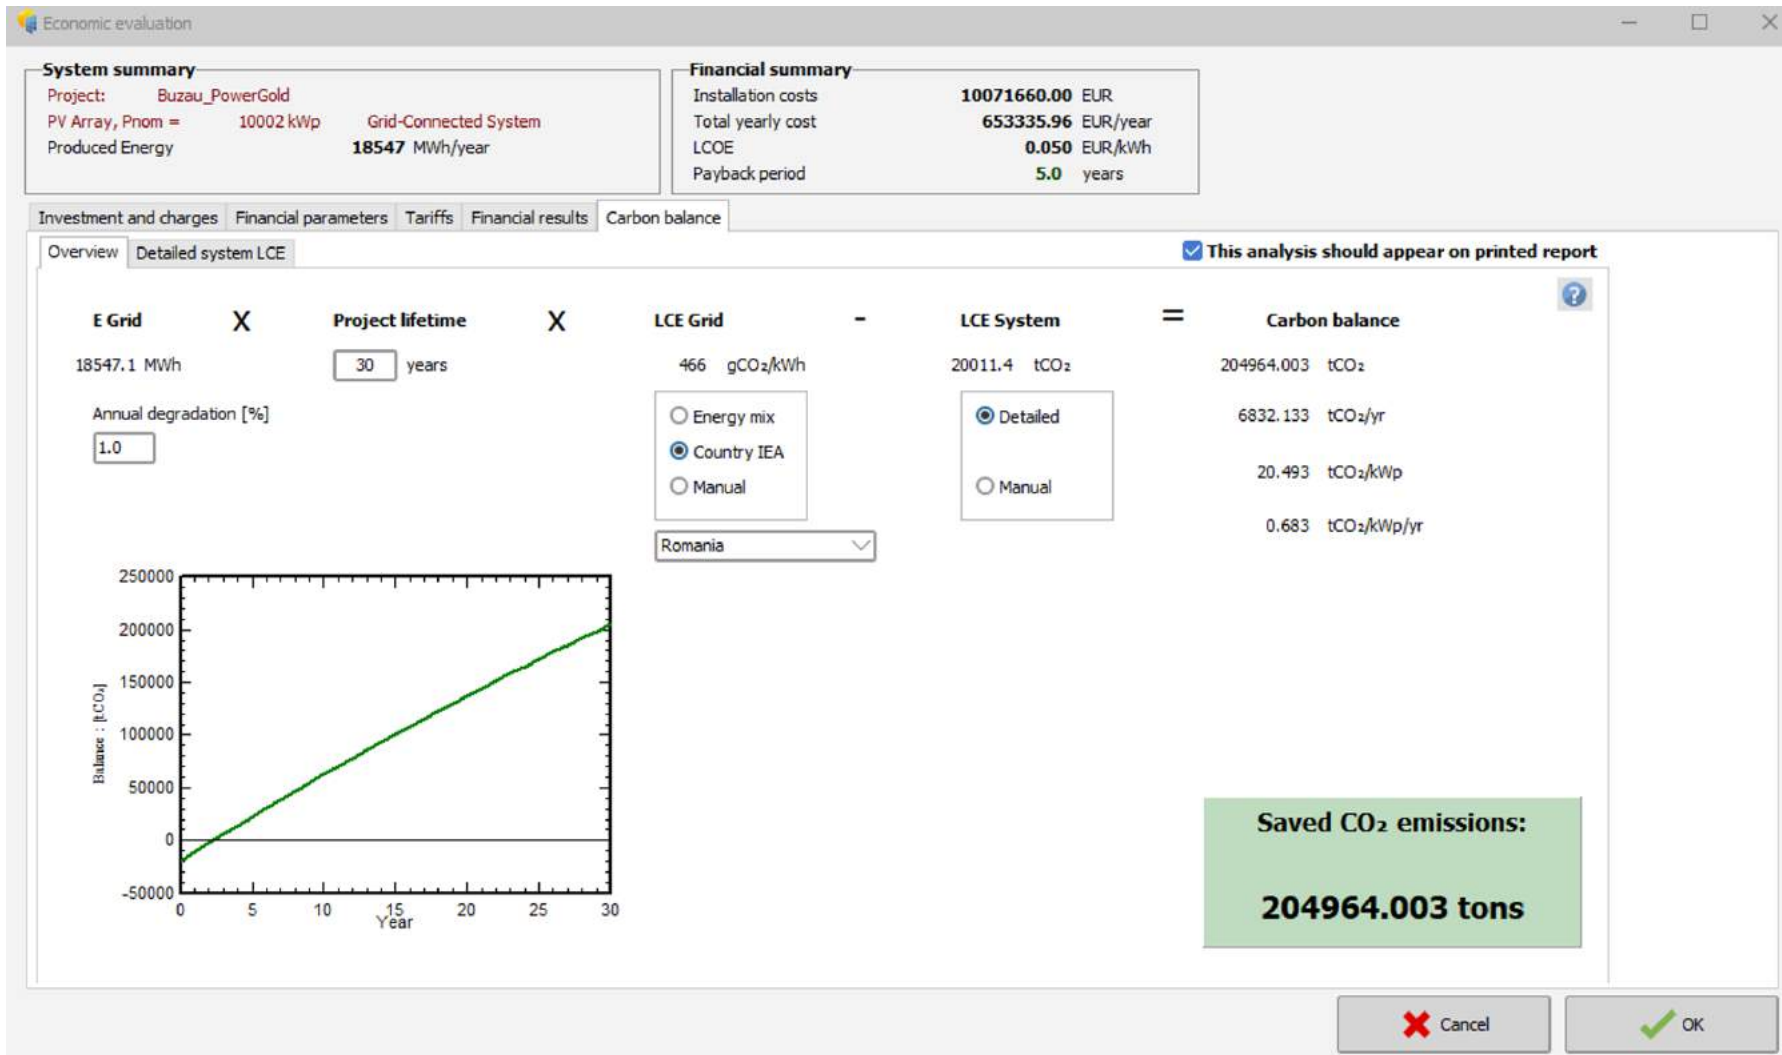 Economic evaluation
System summary
Project: Buzau_PowerGold
PV Array, Pnom = 10002 kWp Grid-Connected System
Produced Energy 18547 MWh/year
Financial summary
Installation costs 10071660.00 EUR
Total yearly cost 653335.96 EUR/year
LCOE 0.050 EUR/kWh
Payback period 5.0 years
Investment and charges Financial parameters Tariffs Financial results Carbon balance
Overview Detailed system LCE This analysis should appear on printed report
?
E Grid X Project lifetime X LCE Grid - LCE System = Carbon balance
18547.1 MWh 30 years 466 gCO₂/kWh 20011.4 tCO₂ 204964.003 tCO₂
Annual degradation [%] Energy mix Detailed 6832.133 tCO₂/yr
1.0 Country IEA
Manual Manual 20.493 tCO₂/kWp
0.683 tCO₂/kWp/yr
Romania
250000
200000
150000
100000
50000
0
-50000
Balance : [tCO₂]
0 5 10 15 20 25 30
Year
Saved CO₂ emissions:
204964.003 tons
Cancel OK